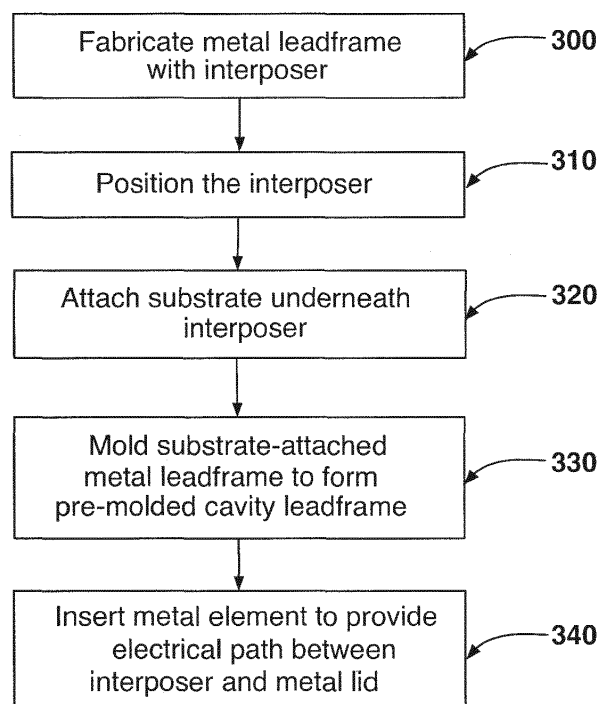 Fabricate metal leadframe
with interposer
300
Position the interposer
310
Attach substrate underneath
interposer
320
Mold substrate-attached
metal leadframe to form
pre-molded cavity leadframe
330
Insert metal element to provide
electrical path between
interposer and metal lid
340